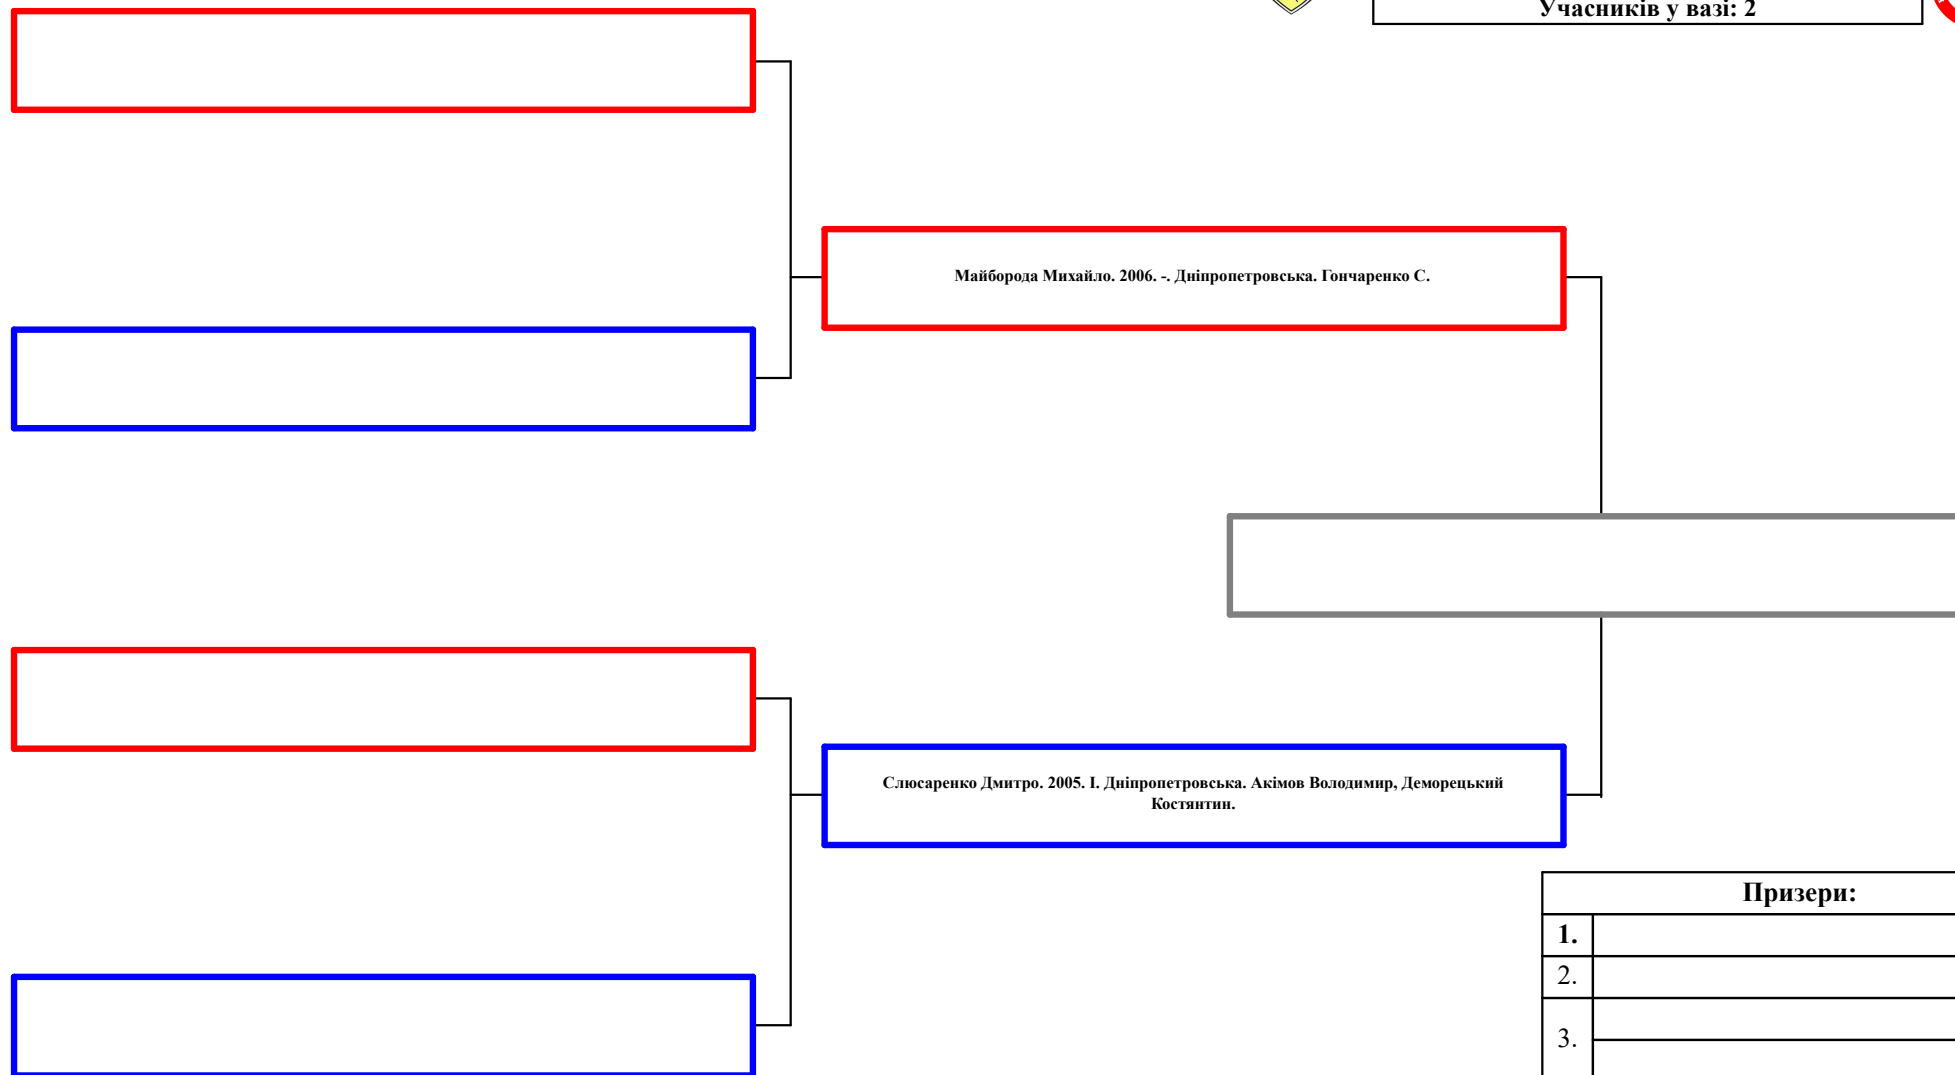 Учасників у вазі: 2
Майборода Михайло. 2006. -. Дніпропетровська. Гончаренко С.
Слюсаренко Дмитро. 2005. І. Дніпропетровська. Акімов Володимир, Деморецький
Костянтин.
Призери:
1.
2.
3.